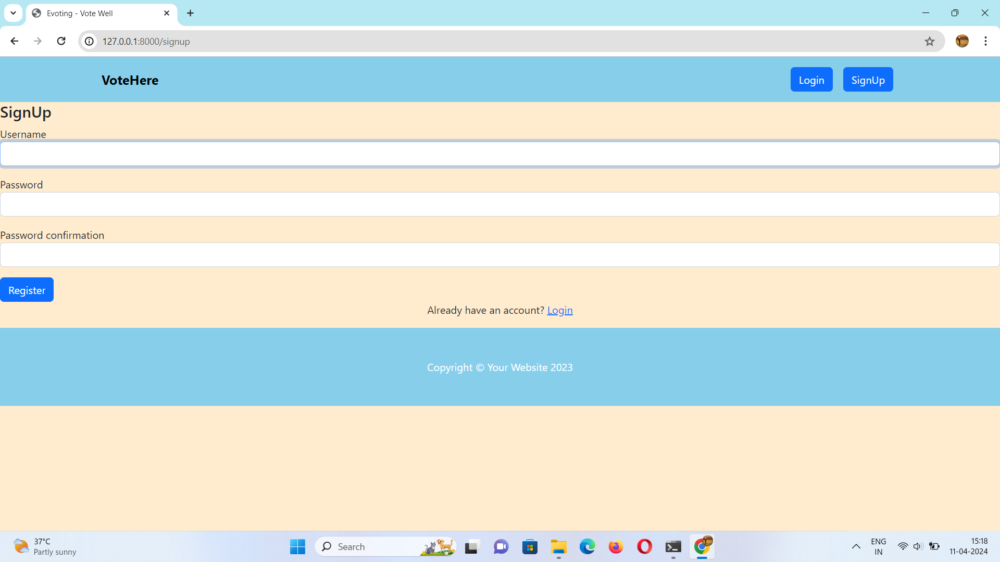 Evoting - Vote Well
127.0.0.1:8000/signup
VoteHere
Login
SignUp
SignUp
Username
Password
Password confirmation
Register
Already have an account? Login
Copyright © Your Website 2023
37°C
Partly sunny
Search
ENG
IN
15:18
11-04-2024